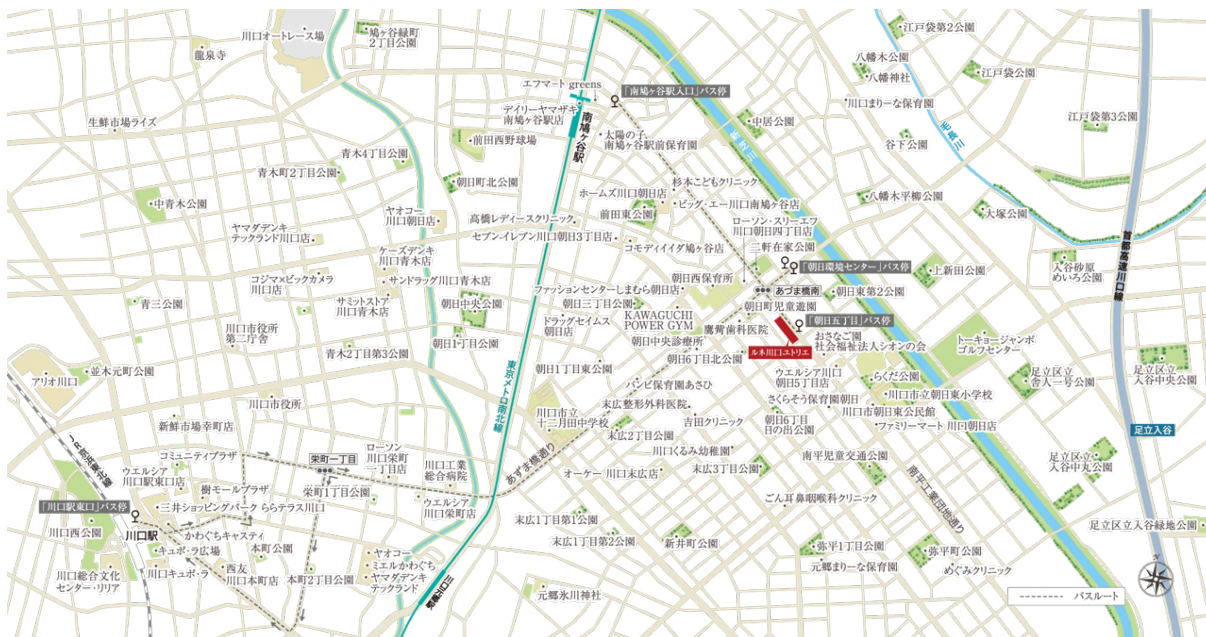 川口オートレース場
龍泉寺
鳩ヶ谷緑町
2丁目公園
エフマート greens
「南鳩ヶ谷駅入口」バス停
デイリーヤマザキ
南鳩ヶ谷駅店
南鳩ヶ谷駅
太陽の子
南鳩ヶ谷駅前保育園
生鮮市場ライズ
前田西野球場
青木4丁目公園
青木町2丁目公園
朝日町北公園
中青木公園
ヤオコー
川口朝日店
ヤマダデンキ
テックランド川口店
高橋レディースクリニック
セブン-イレブン川口朝日3丁目店
ホームズ川口朝日店
前田東公園
杉本こどもクリニック
ビッグ・エー川口南鳩ヶ谷店
ローソン・スリーエフ
川口朝日四丁目店
コモディイイダ鳩ヶ谷店
二軒在家公園
「朝日環境センター」バス停
あづま橋南
朝日東第2公園
中居公園
八幡木公園
八幡神社
川口まりーな保育園
江戸袋第2公園
江戸袋公園
江戸袋第3公園
谷下公園
毛長川
八幡木平柳公園
大塚公園
上新田公園
入谷砂原
めいろ公園
首都高速川口線
ケーズデンキ
川口青木店
コジマ×ビックカメラ
川口店
サンドラッグ川口青木店
サミットストア
川口青木店
朝日中央公園
青三公園
川口市役所
第二庁舎
青木2丁目第3公園
朝日1丁目公園
ファッションセンターしまむら朝日店
朝日西保育所
朝日三丁目公園
KAWAGUCHI
POWER GYM
ドラッグセイムス
朝日店
朝日中央診療所
鷹觜歯科医院
朝日町児童遊園
「朝日五丁目」バス停
ルネ川口ユトリエ
おさなご園
社会福祉法人シオンの会
朝日6丁目北公園
ウエルシア川口
朝日5丁目店
らくだ公園
川口市立朝日東小学校
さくらそう保育園朝日
川口市朝日東公民館
ファミリーマート 川口朝日店
朝日6丁目
日の出公園
トーキョージャンボ
ゴルフセンター
足立区立
舎人一号公園
足立区立
入谷中央公園
足立入谷
足立区立
入谷中丸公園
足立区立入谷緑地公園
アリオ川口
並木元町公園
川口市役所
新鮮市場幸町店
コミュニティプラザ
JR京浜東北線
ウエルシア
川口駅東口店
「川口駅東口」バス停
樹モールプラザ
三井ショッピングパーク ららテラス川口
栄町一丁目
栄町1丁目公園
ローソン
川口栄町
一丁目店
川口工業
総合病院
ウエルシア
川口栄町店
東京メトロ南北線
あずま橋通り
朝日1丁目東公園
バンビ保育園あさひ
川口市立
十二月田中学校
末広整形外科医院
末広2丁目公園
吉田クリニック
川口くるみ幼稚園
オーケー 川口末広店
末広3丁目公園
南平児童交通公園
ごん耳鼻咽喉科クリニック
南平工業団地通り
川口西公園
川口駅
かわぐちキャスティ
キュポ・ラ広場
本町公園
西友
川口本町店
本町2丁目公園
川口総合文化
センター・リリア
川口キュポ・ラ
ヤオコー
ミエルかわぐち
ヤマダデンキ
テックランド
川口元郷駅
末広1丁目第1公園
末広1丁目第2公園
元郷氷川神社
新井町公園
弥平1丁目公園
元郷まりーな保育園
弥平町公園
めぐみクリニック
バスルート
N